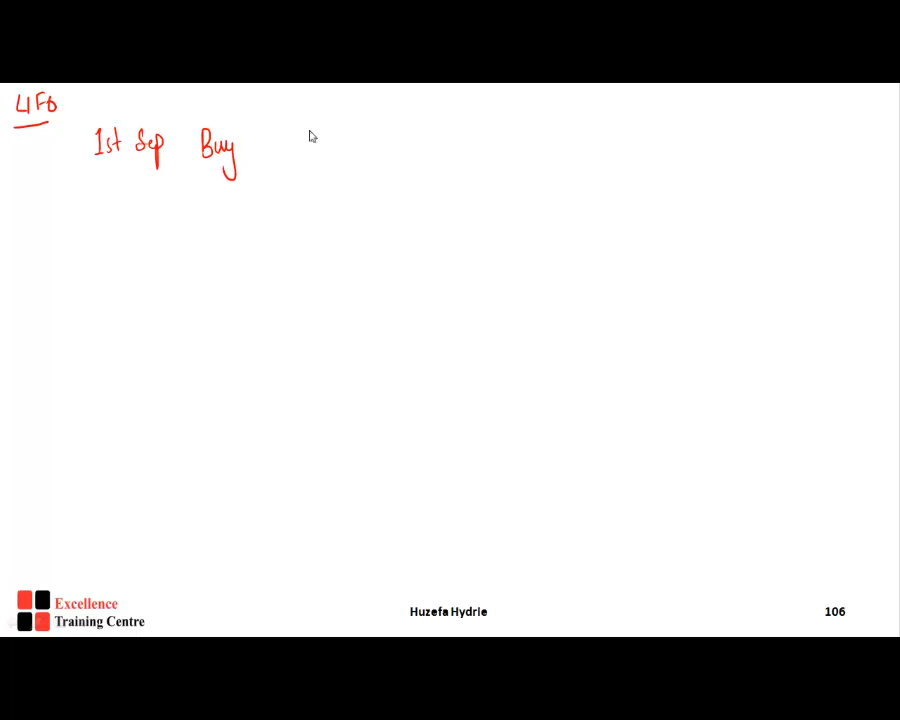 LIFO
1st Sep Buy
Excellence
Training Centre
Huzefa Hydrie
106